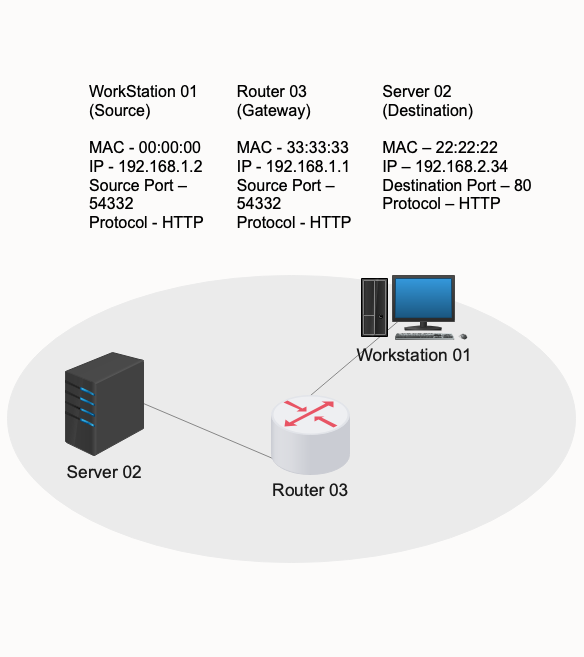 WorkStation 01
(Source)
MAC - 00:00:00
IP - 192.168.1.2
Source Port –
54332
Protocol - HTTP
Router 03
(Gateway)
MAC - 33:33:33
IP - 192.168.1.1
Source Port –
54332
Protocol - HTTP
Server 02
(Destination)
MAC – 22:22:22
IP – 192.168.2.34
Destination Port – 80
Protocol – HTTP
Workstation 01
Server 02
Router 03